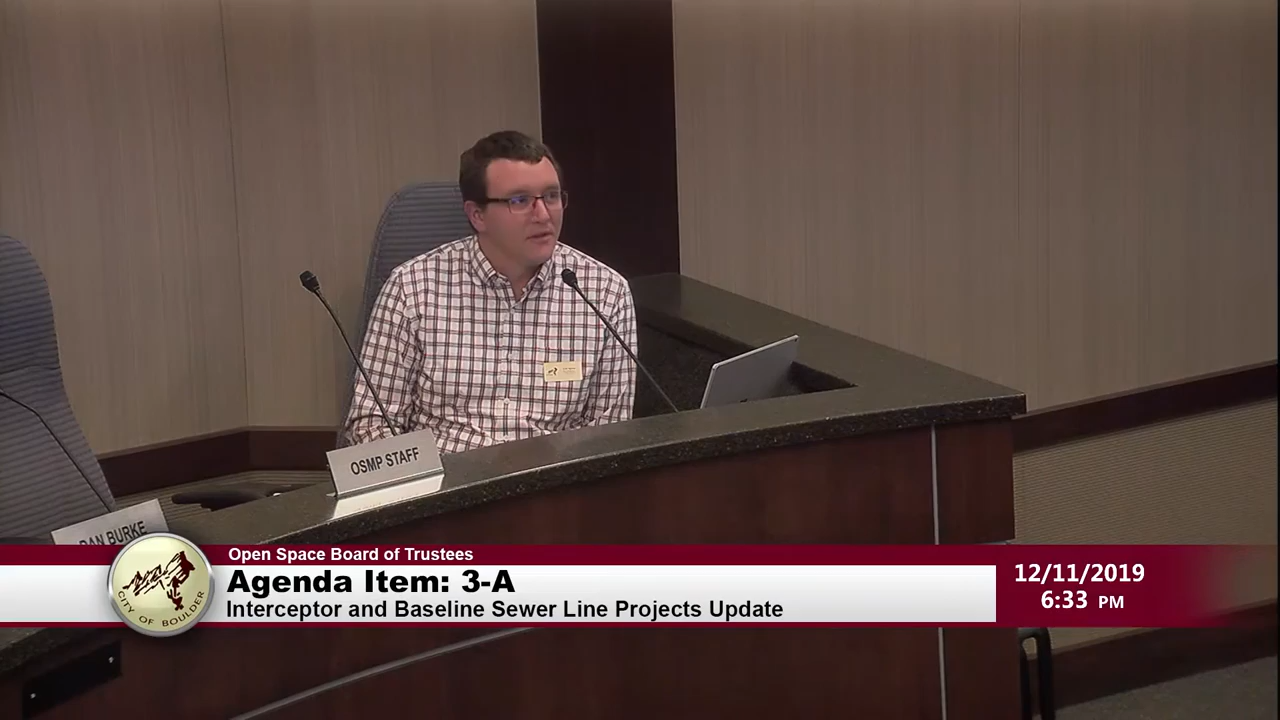 OSMP STAFF
DAN BURKE
Open Space Board of Trustees
Agenda Item: 3-A
Interceptor and Baseline Sewer Line Projects Update
CITY OF BOULDER
12/11/2019
6:33 PM